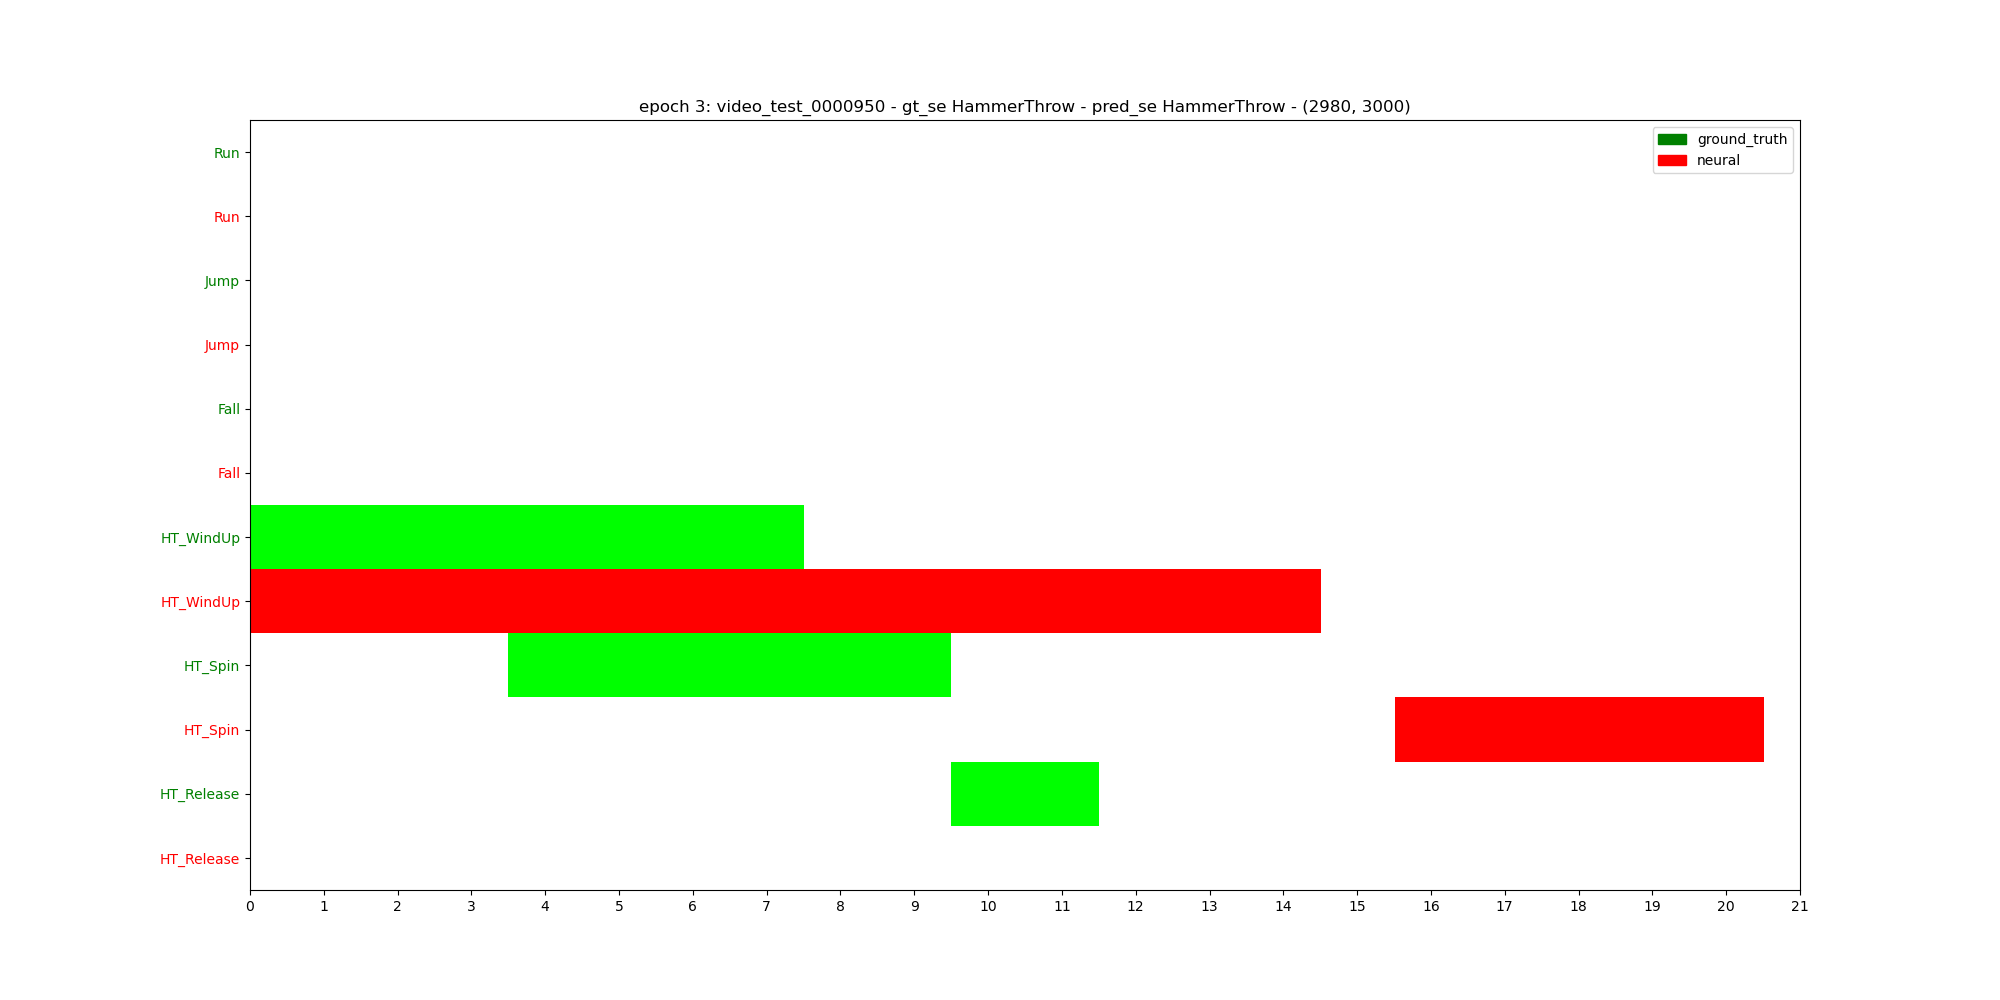 epoch 3: video_test_0000950 - gt_se HammerThrow - pred_se HammerThrow - (2980, 3000)
ground_truth
neural
Run
Run
Jump
Jump
Fall
Fall
HT_WindUp
HT_WindUp
HT_Spin
HT_Spin
HT_Release
HT_Release
0 1 2 3 4 5 6 7 8 9 10 11 12 13 14 15 16 17 18 19 20 21